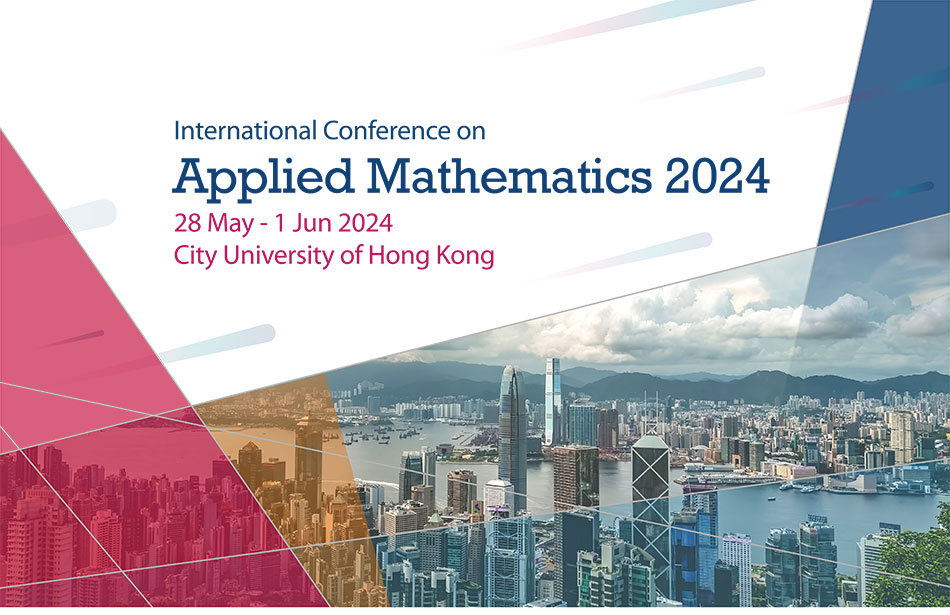 International Conference on
Applied Mathematics 2024
28 May - 1 Jun 2024
City University of Hong Kong